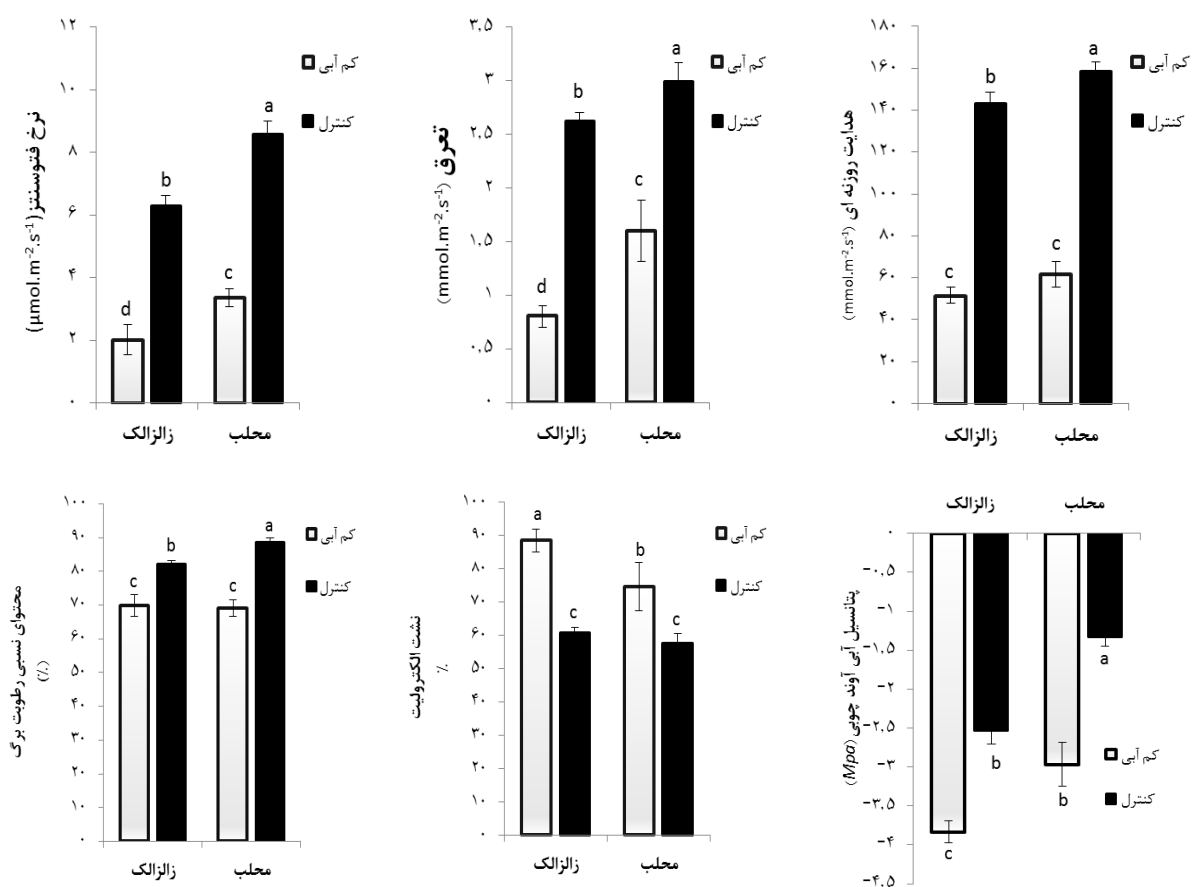 نرخ فتوسنتز (µmol.m⁻².s⁻¹)
۱۲
۱۰
۸
۶
۴
۲
۰
d
b
c
a
زالزالک
محلب
کم آبی
کنترل
تعرق (mmol.m⁻².s⁻¹)
۳,۵
۳
۲,۵
۲
۱,۵
۱
۰,۵
۰
d
b
c
a
زالزالک
محلب
کم آبی
کنترل
هدایت روزنه ای (mmol.m⁻².s⁻¹)
۱۸۰
۱۶۰
۱۴۰
۱۲۰
۱۰۰
۸۰
۶۰
۴۰
۲۰
۰
c
b
c
a
زالزالک
محلب
کم آبی
کنترل
محتوای نسبی رطوبت برگ
(٪)
۱۰۰
۹۰
۸۰
۷۰
۶۰
۵۰
۴۰
۳۰
۲۰
۱۰
۰
c
b
c
a
زالزالک
محلب
کم آبی
کنترل
نشت الکترولیت
٪
۱۰۰
۹۰
۸۰
۷۰
۶۰
۵۰
۴۰
۳۰
۲۰
۱۰
۰
a
c
b
c
زالزالک
محلب
کم آبی
کنترل
پتانسیل آبی آوند چوبی (Mpa)
زالزالک
محلب
۰
-۰,۵
-۱
-۱,۵
-۲
-۲,۵
-۳
-۳,۵
-۴
-۴,۵
c
b
b
a
کم آبی
کنترل